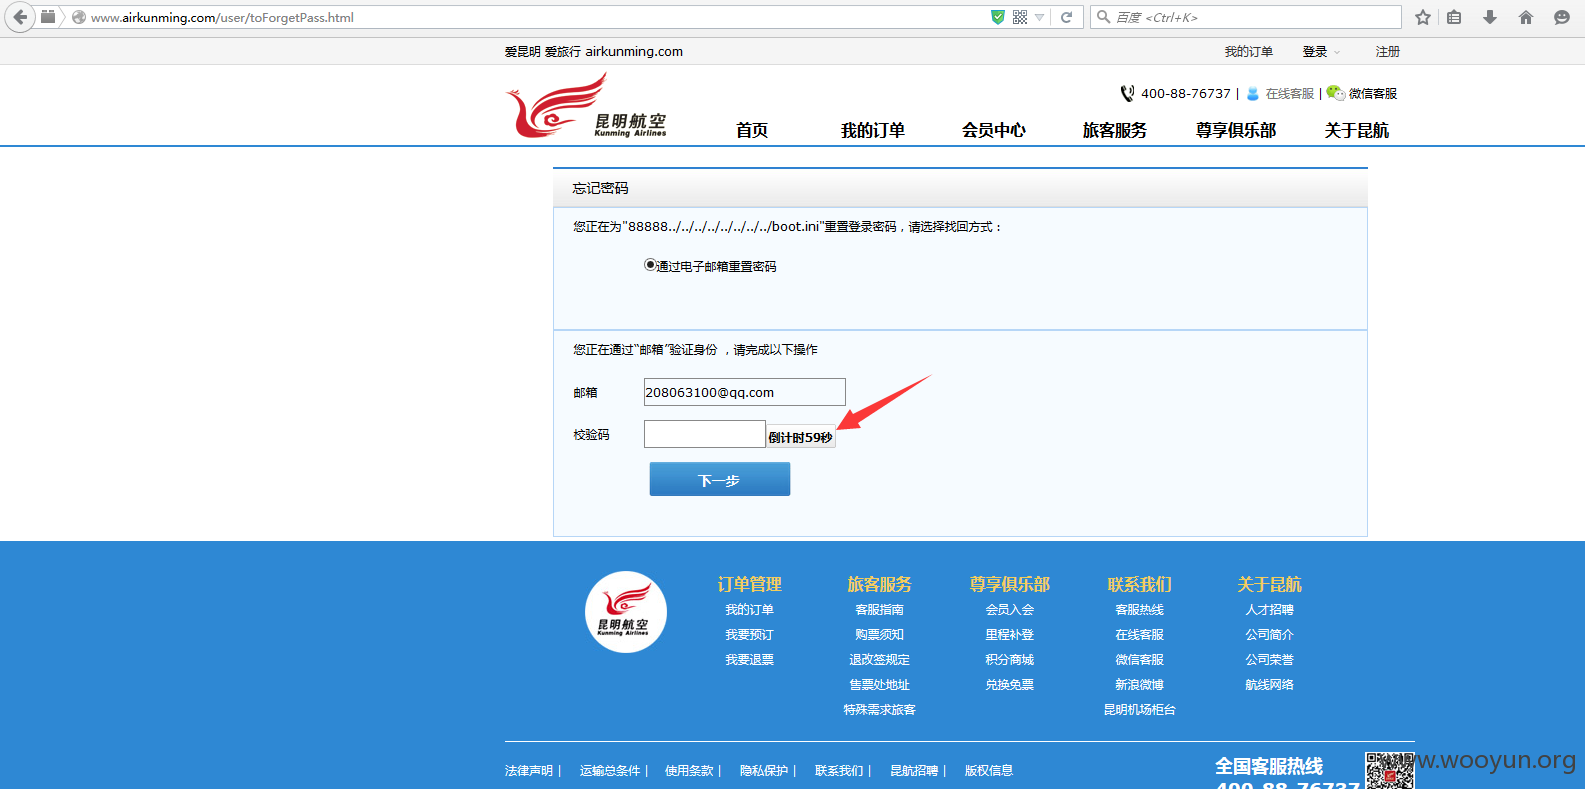 www.airkunming.com/user/toForgetPass.html
百度 <Ctrl+K>
爱昆明 爱旅行 airkunming.com
我的订单 登录 注册
昆明航空
Kunming Airlines
400-88-76737 | 在线客服 | 微信客服
首页 我的订单 会员中心 旅客服务 尊享俱乐部 关于昆航
忘记密码
您正在为"88888../../../../../../../../boot.ini"重置登录密码，请选择找回方式：
通过电子邮箱重置密码
您正在通过“邮箱”验证身份 ，请完成以下操作
邮箱 208063100@qq.com
校验码 倒计时59秒
下一步
昆明航空
Kunming Airlines
订单管理 旅客服务 尊享俱乐部 联系我们 关于昆航
我的订单 客服指南 会员入会 客服热线 人才招聘
我要预订 购票须知 里程补登 在线客服 公司简介
我要退票 退改签规定 积分商城 微信客服 公司荣誉
售票处地址 兑换免票 新浪微博 航线网络
特殊需求旅客 昆明机场柜台
法律声明 | 运输总条件 | 使用条款 | 隐私保护 | 联系我们 | 昆航招聘 | 版权信息
全国客服热线
400-88-76737
www.wooyun.org